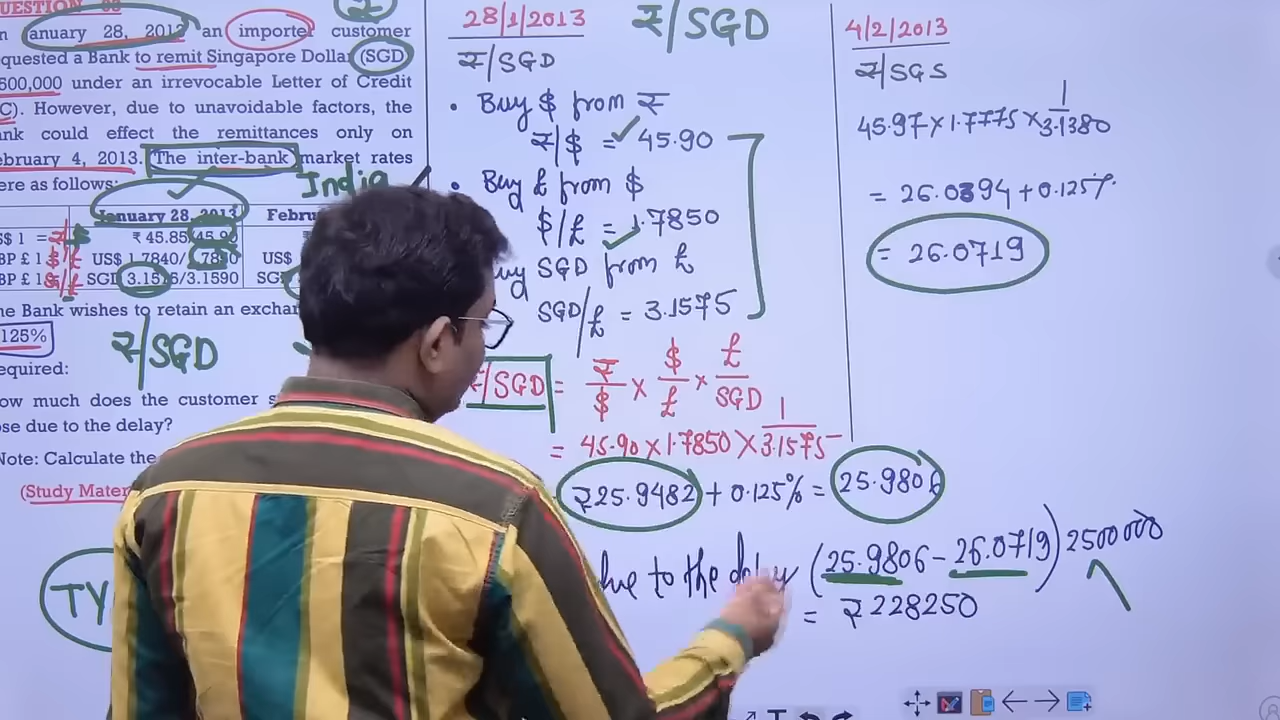 QUESTION
January 28, 2013 an importer customer
requested a Bank to remit Singapore Dollar (SGD)
2,500,000 under an irrevocable Letter of Credit
(LC). However, due to unavoidable factors, the
Bank could effect the remittances only on
February 4, 2013. The inter-bank market rates
were as follows:
India
January 28, 2013 Febru
US$ 1 = ₹/$ ₹ 45.85/45.90
GBP £ 1 $/£ US$ 1.7840/1.7850 US$
GBP £ 1 S/£ SGD 3.1575/3.1590 SG
The Bank wishes to retain an exchan
0.125%
₹/SGD
Required:
How much does the customer s
lose due to the delay?
Note: Calculate the
(Study Mater
TY
28/1/2013
₹/SGD
₹/SGD
• Buy $ from ₹
₹/$ = 45.90
• Buy £ from $
$/£ = 1.7850
Buy SGD from £
SGD/£ = 3.1575
₹/SGD = ₹/$ × $/£ × £/SGD
= 45.90 × 1.7850 × 1/3.1575
₹25.9482 + 0.125% = 25.9806
due to the delay (25.9806 - 26.0719) 2500000
= ₹228250
4/2/2013
₹/SGS
45.97 × 1.7775 × 1/3.1380
= 26.0394 + 0.125%
= 26.0719